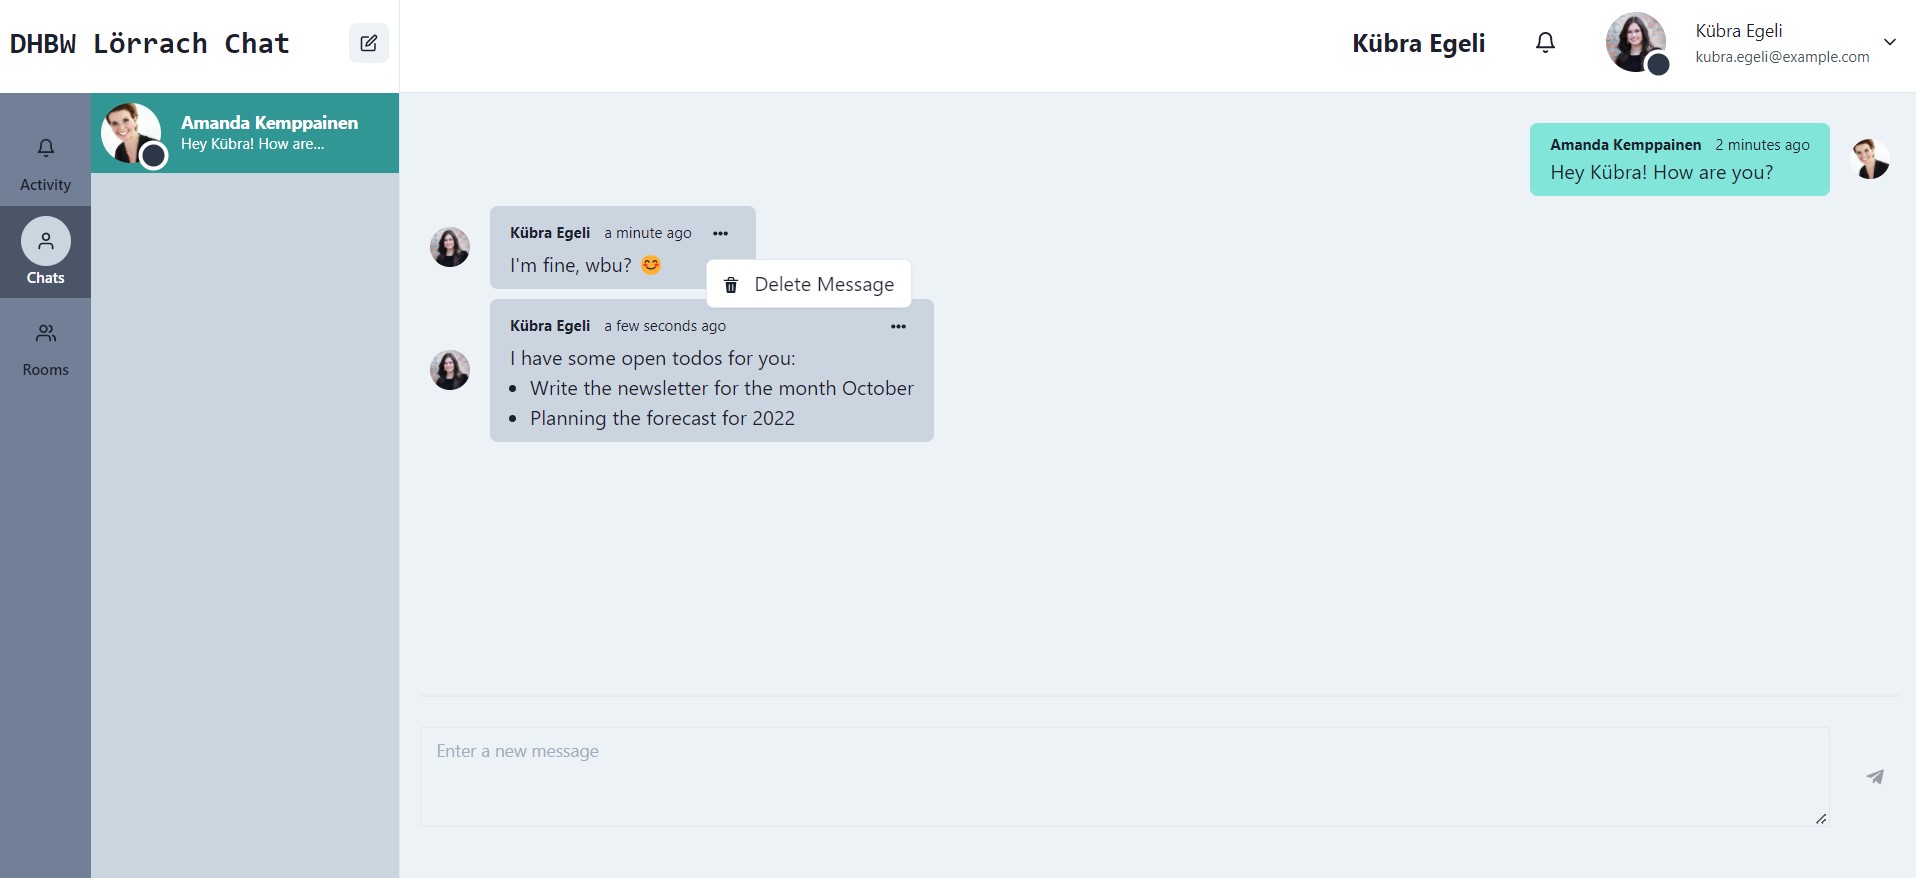 DHBW Lörrach Chat
Kübra Egeli
Kübra Egeli
kubra.egeli@example.com
Activity
Chats
Rooms
Amanda Kemppainen
Hey Kübra! How are...
Amanda Kemppainen 2 minutes ago
Hey Kübra! How are you?
Kübra Egeli a minute ago •••
I'm fine, wbu? 😊
Delete Message
Kübra Egeli a few seconds ago •••
I have some open todos for you:
• Write the newsletter for the month October
• Planning the forecast for 2022
Enter a new message